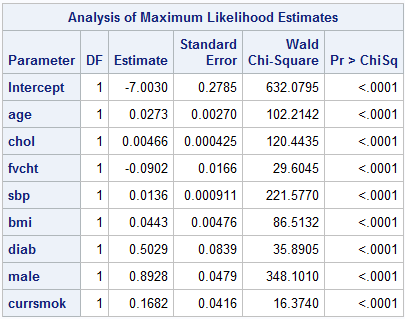 Analysis of Maximum Likelihood Estimates
Parameter DF Estimate Standard Error Wald Chi-Square Pr > ChiSq
Intercept 1 -7.0030 0.2785 632.0795 <.0001
age 1 0.0273 0.00270 102.2142 <.0001
chol 1 0.00466 0.000425 120.4435 <.0001
fvcht 1 -0.0902 0.0166 29.6045 <.0001
sbp 1 0.0136 0.000911 221.5770 <.0001
bmi 1 0.0443 0.00476 86.5132 <.0001
diab 1 0.5029 0.0839 35.8905 <.0001
male 1 0.8928 0.0479 348.1010 <.0001
currsmok 1 0.1682 0.0416 16.3740 <.0001